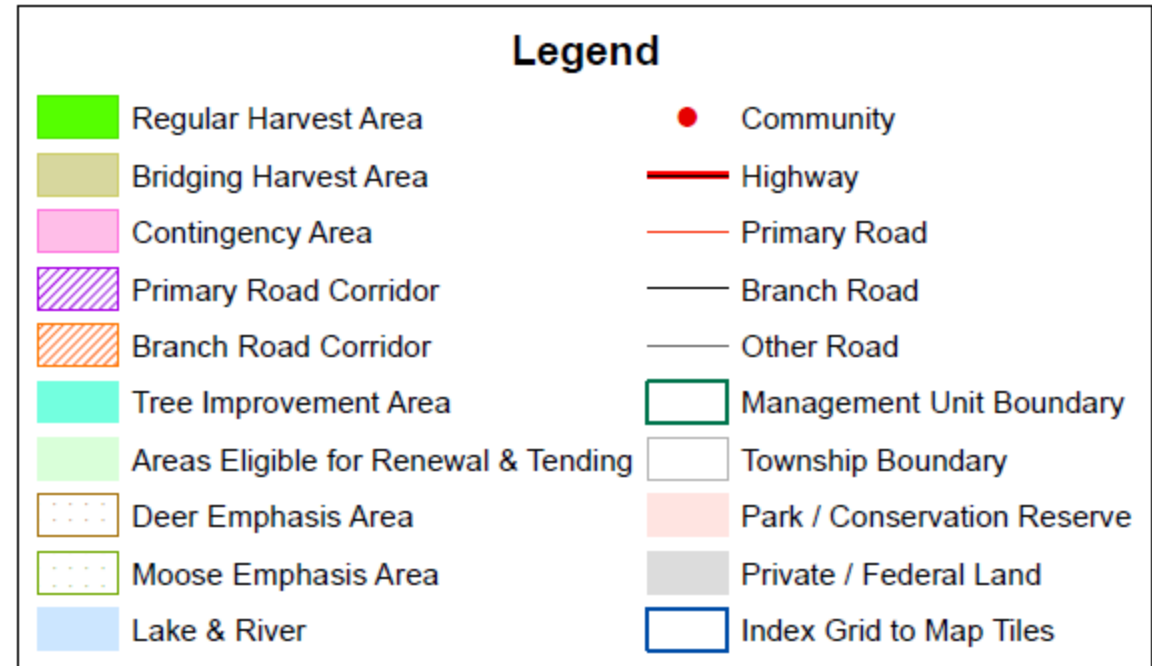 Legend
Regular Harvest Area
Bridging Harvest Area
Contingency Area
Primary Road Corridor
Branch Road Corridor
Tree Improvement Area
Areas Eligible for Renewal & Tending
Deer Emphasis Area
Moose Emphasis Area
Lake & River
Community
Highway
Primary Road
Branch Road
Other Road
Management Unit Boundary
Township Boundary
Park / Conservation Reserve
Private / Federal Land
Index Grid to Map Tiles